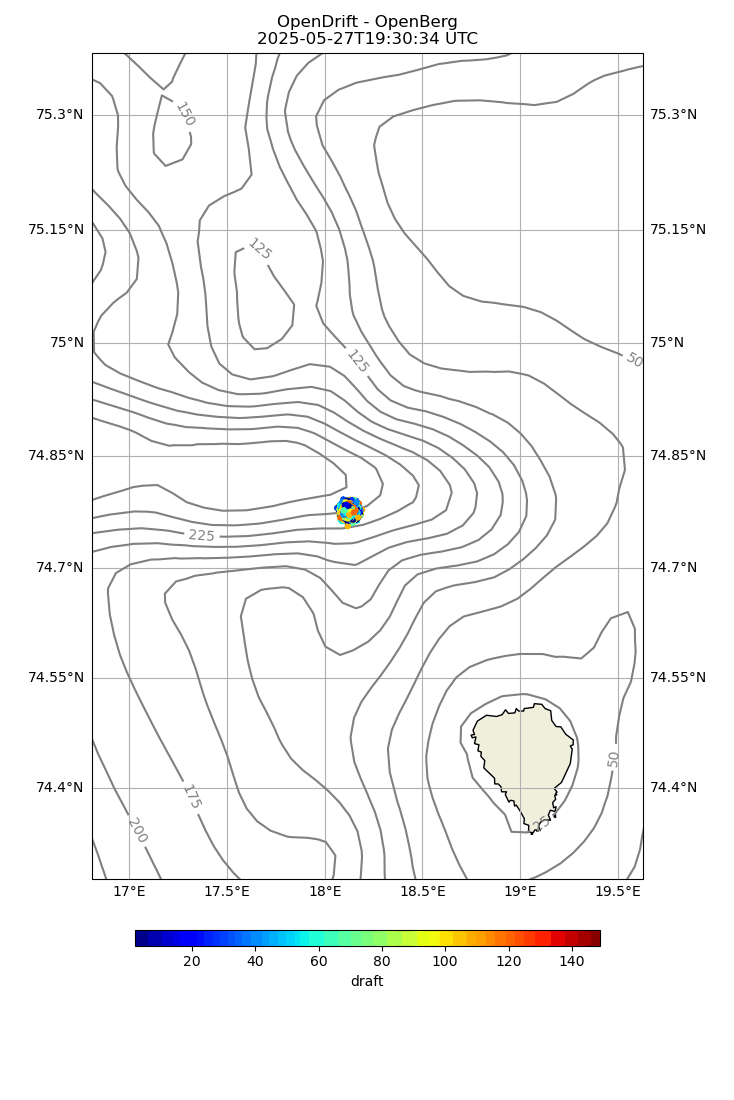 OpenDrift - OpenBerg
2025-05-27T19:30:34 UTC
150
75.3°N 75.3°N
75.15°N 75.15°N
125
75°N 75°N
125
50
74.85°N 74.85°N
225
74.7°N 74.7°N
74.55°N 74.55°N
50
74.4°N 74.4°N
175
200
25
17°E 17.5°E 18°E 18.5°E 19°E 19.5°E
20 40 60 80 100 120 140
draft